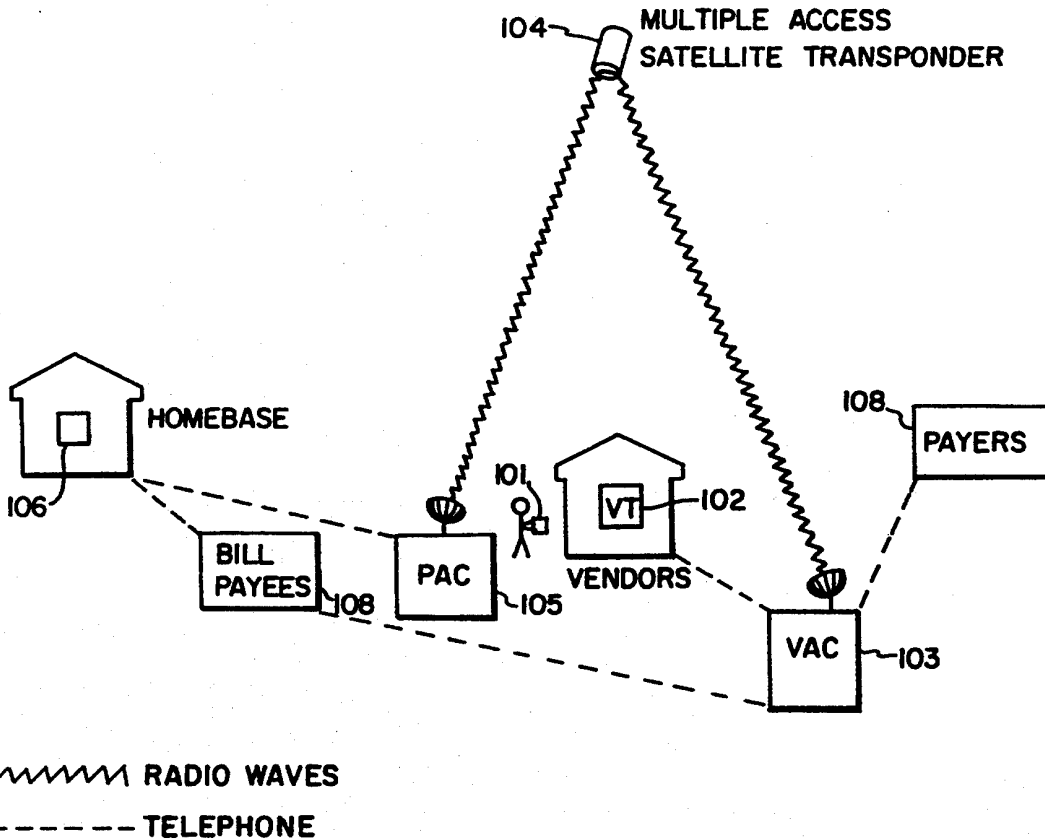 104
MULTIPLE ACCESS
SATELLITE TRANSPONDER
HOMEBASE
106
108
PAYERS
101
VT
102
BILL
PAYEES
108
PAC
105
VENDORS
VAC
103
RADIO WAVES
TELEPHONE